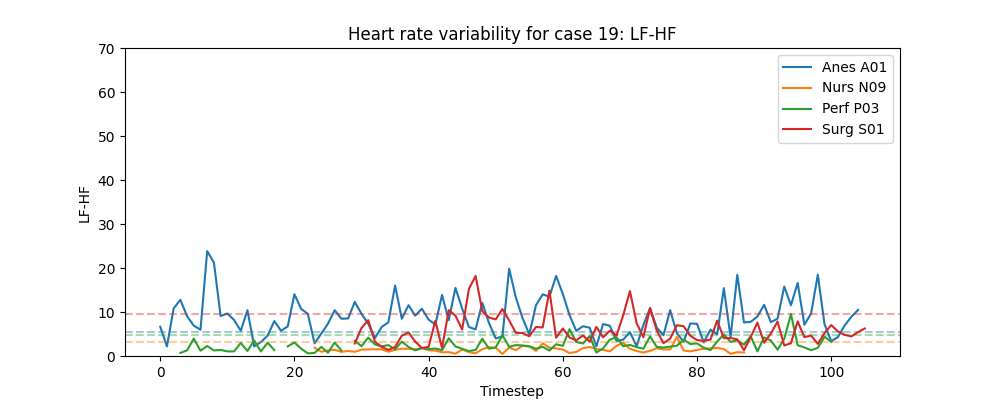 Heart rate variability for case 19: LF-HF
70
60
50
40
30
20
10
0
LF-HF
Anes A01
Nurs N09
Perf P03
Surg S01
0
20
40
60
80
100
Timestep